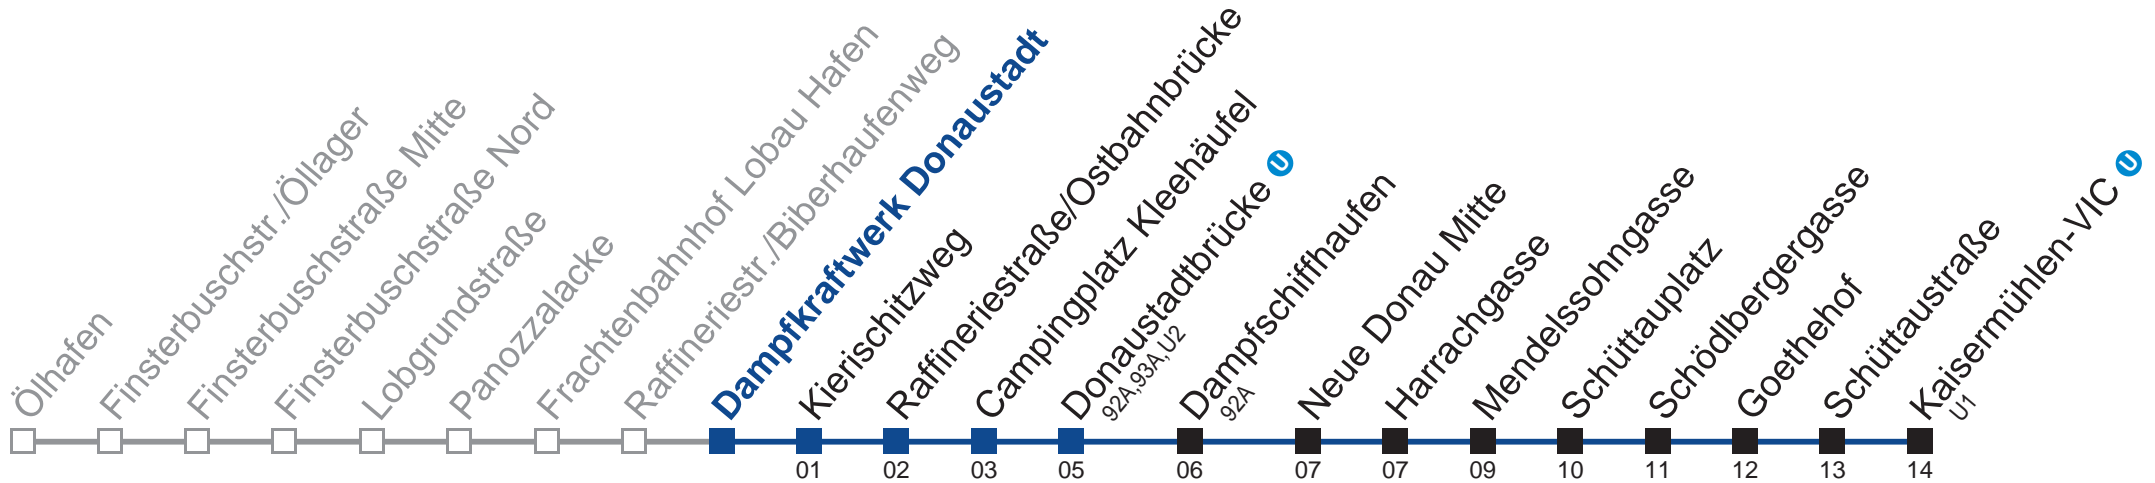 Ölhafen
Finsterbuschstr./Öllager
Finsterbuschstraße Mitte
Finsterbuschstraße Nord
Lobgrundstraße
Panozzalacke
Frachtenbahnhof Lobau Hafen
Raffineriestr./Biberhaufenweg
Dampfkraftwerk Donaustadt
Kierischitzweg
Raffineriestraße/Ostbahnbrücke
Campingplatz Kleehäufel
Donaustadtbrücke U
92A,93A,U2
Dampfschiffhaufen
92A
Neue Donau Mitte
Harrachgasse
Mendelssohngasse
Schüttauplatz
Schödlbergergasse
Goethehof
Schüttaustraße
Kaisermühlen-VIC U
U1
01 02 03 05 06 07 07 09 10 11 12 13 14